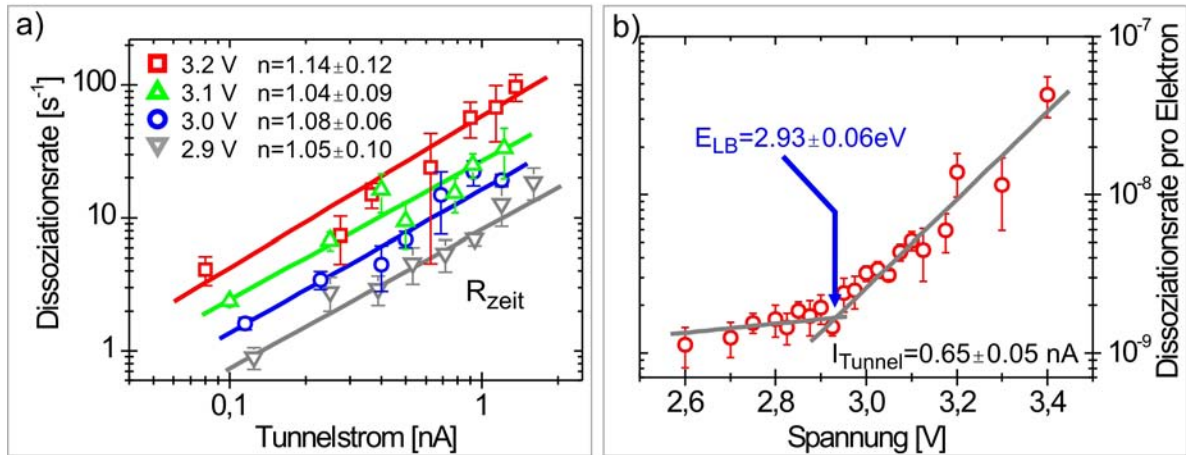 a)
3.2 V n=1.14±0.12
3.1 V n=1.04±0.09
3.0 V n=1.08±0.06
2.9 V n=1.05±0.10
R_zeit
Dissoziationsrate [s⁻¹]
100
10
1
0,1
1
Tunnelstrom [nA]
b)
E_LB=2.93±0.06eV
I_Tunnel=0.65±0.05 nA
10⁻⁷
10⁻⁸
10⁻⁹
Dissoziationsrate pro Elektron
2,6
2,8
3,0
3,2
3,4
Spannung [V]